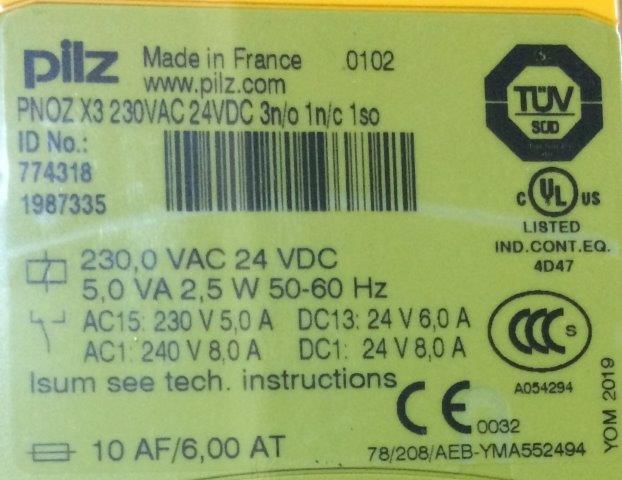 pilz Made in France 0102
www.pilz.com
PNOZ X3 230VAC 24VDC 3n/o 1n/c 1so
ID No.:
774318
1987335
TÜV
SÜD
C UL US
LISTED
IND.CONT.EQ.
4D47
230,0 VAC 24 VDC
5,0 VA 2,5 W 50-60 Hz
AC15: 230 V 5,0 A DC13: 24 V 6,0 A
AC1: 240 V 8,0 A DC1: 24 V 8,0 A
Isum see tech. instructions
CCC S
A054294
CE 0032
10 AF/6,00 AT
78/208/AEB-YMA552494
YOM 2019